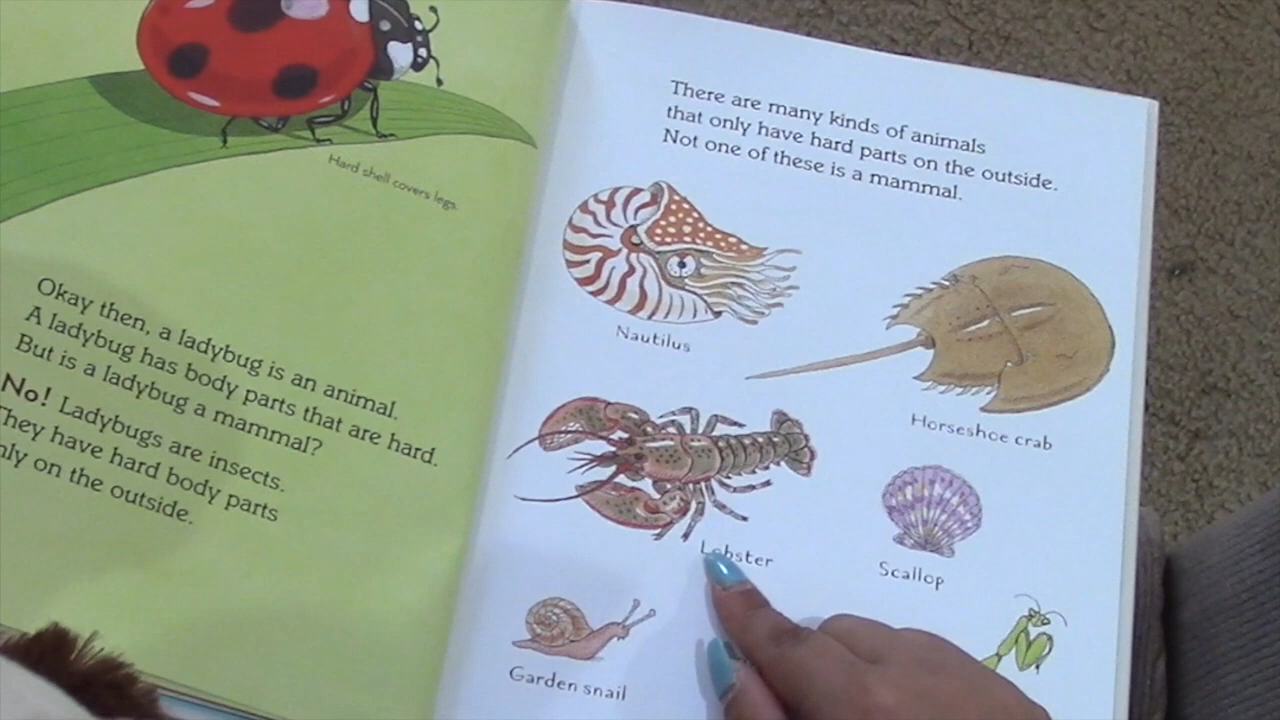 Hard shell covers legs.
Okay then, a ladybug is an animal.
A ladybug has body parts that are hard.
But is a ladybug a mammal?
No! Ladybugs are insects.
They have hard body parts
only on the outside.
There are many kinds of animals
that only have hard parts on the outside.
Not one of these is a mammal.
Nautilus
Horseshoe crab
Lobster
Scallop
Garden snail